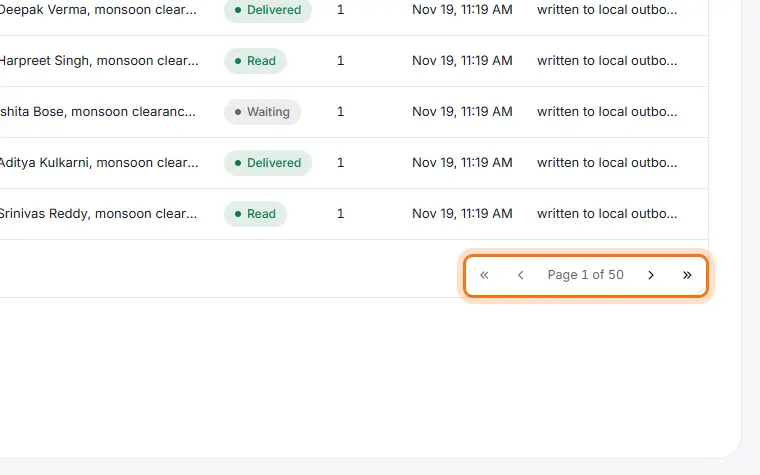 Deepak Verma, monsoon clear... Delivered 1 Nov 19, 11:19 AM written to local outbo...
Harpreet Singh, monsoon clear... Read 1 Nov 19, 11:19 AM written to local outbo...
shita Bose, monsoon clearanc... Waiting 1 Nov 19, 11:19 AM written to local outbo...
Aditya Kulkarni, monsoon clear... Delivered 1 Nov 19, 11:19 AM written to local outbo...
Srinivas Reddy, monsoon clear... Read 1 Nov 19, 11:19 AM written to local outbo...
« ‹ Page 1 of 50 › »